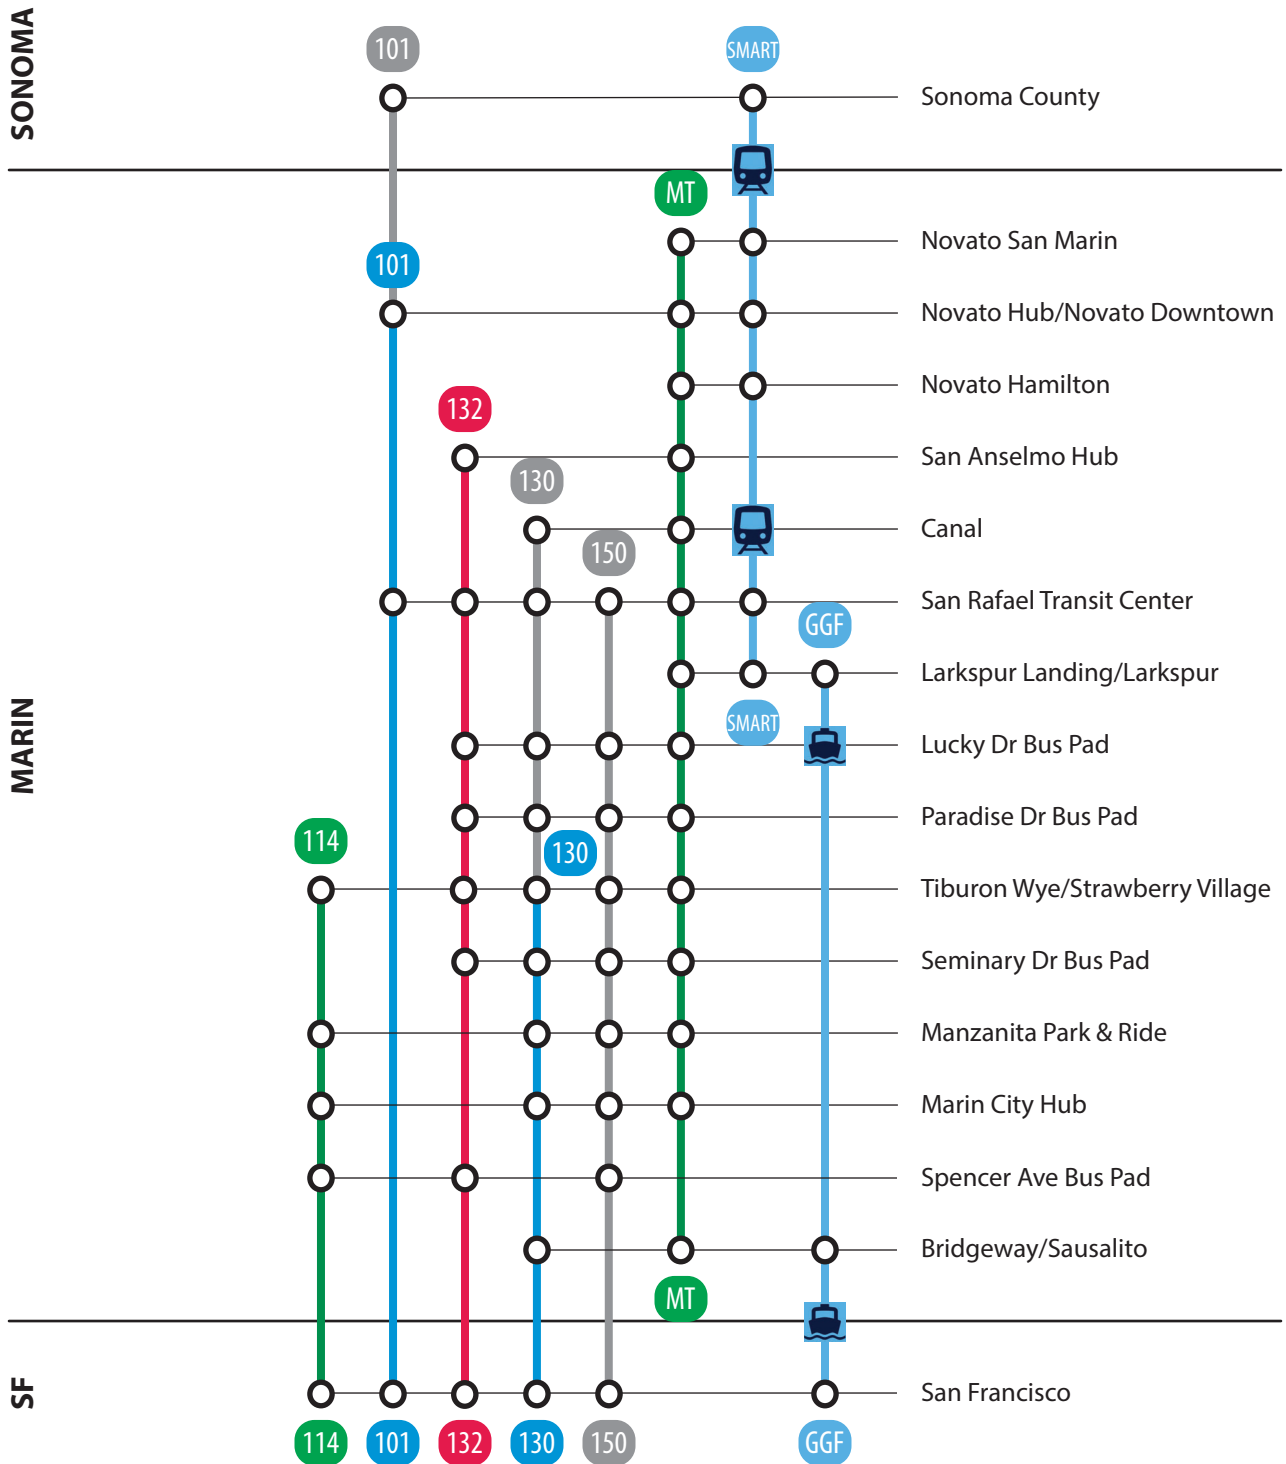 SONOMA
101
SMART
Sonoma County
MT
Novato San Marin
101
Novato Hub/Novato Downtown
Novato Hamilton
132
San Anselmo Hub
130
Canal
150
San Rafael Transit Center
GGF
Larkspur Landing/Larkspur
SMART
MARIN
Lucky Dr Bus Pad
Paradise Dr Bus Pad
114
130
Tiburon Wye/Strawberry Village
Seminary Dr Bus Pad
Manzanita Park & Ride
Marin City Hub
Spencer Ave Bus Pad
Bridgeway/Sausalito
MT
SF
San Francisco
114 101 132 130 150 GGF